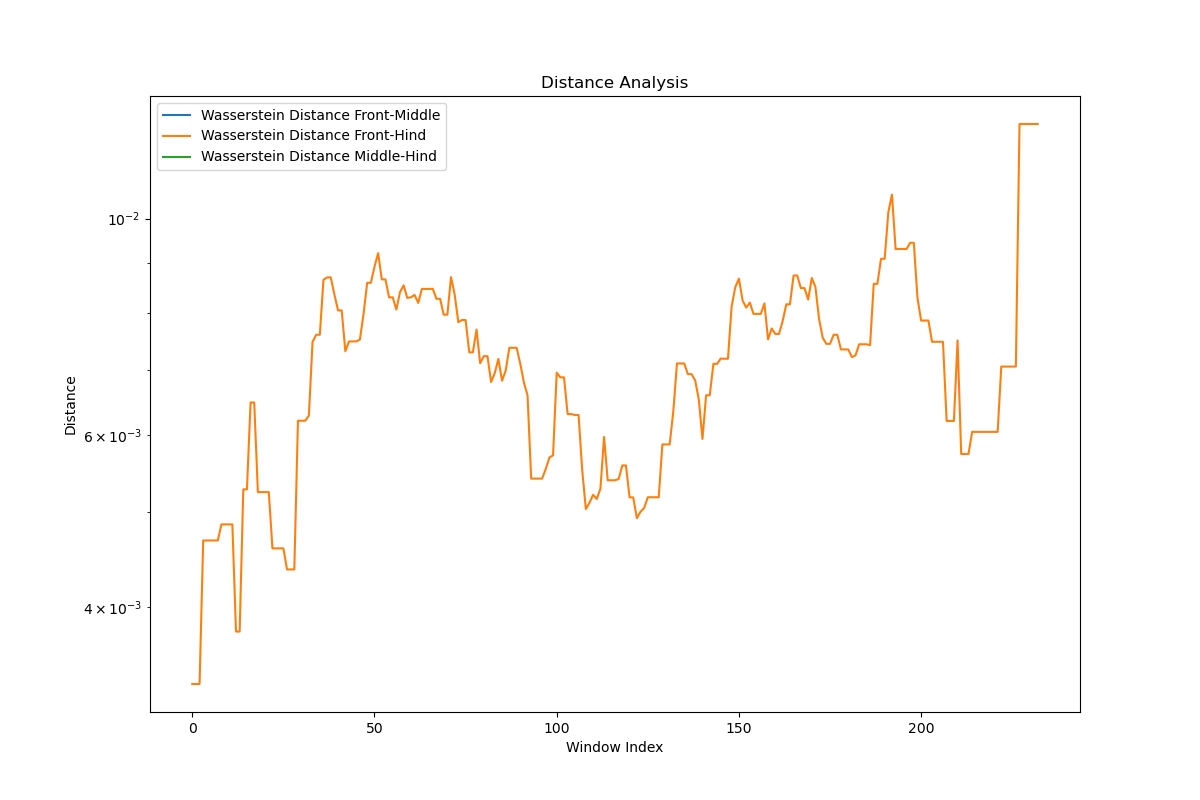 Distance Analysis
Wasserstein Distance Front-Middle
Wasserstein Distance Front-Hind
Wasserstein Distance Middle-Hind
10⁻²
6 × 10⁻³
4 × 10⁻³
Distance
0 50 100 150 200
Window Index